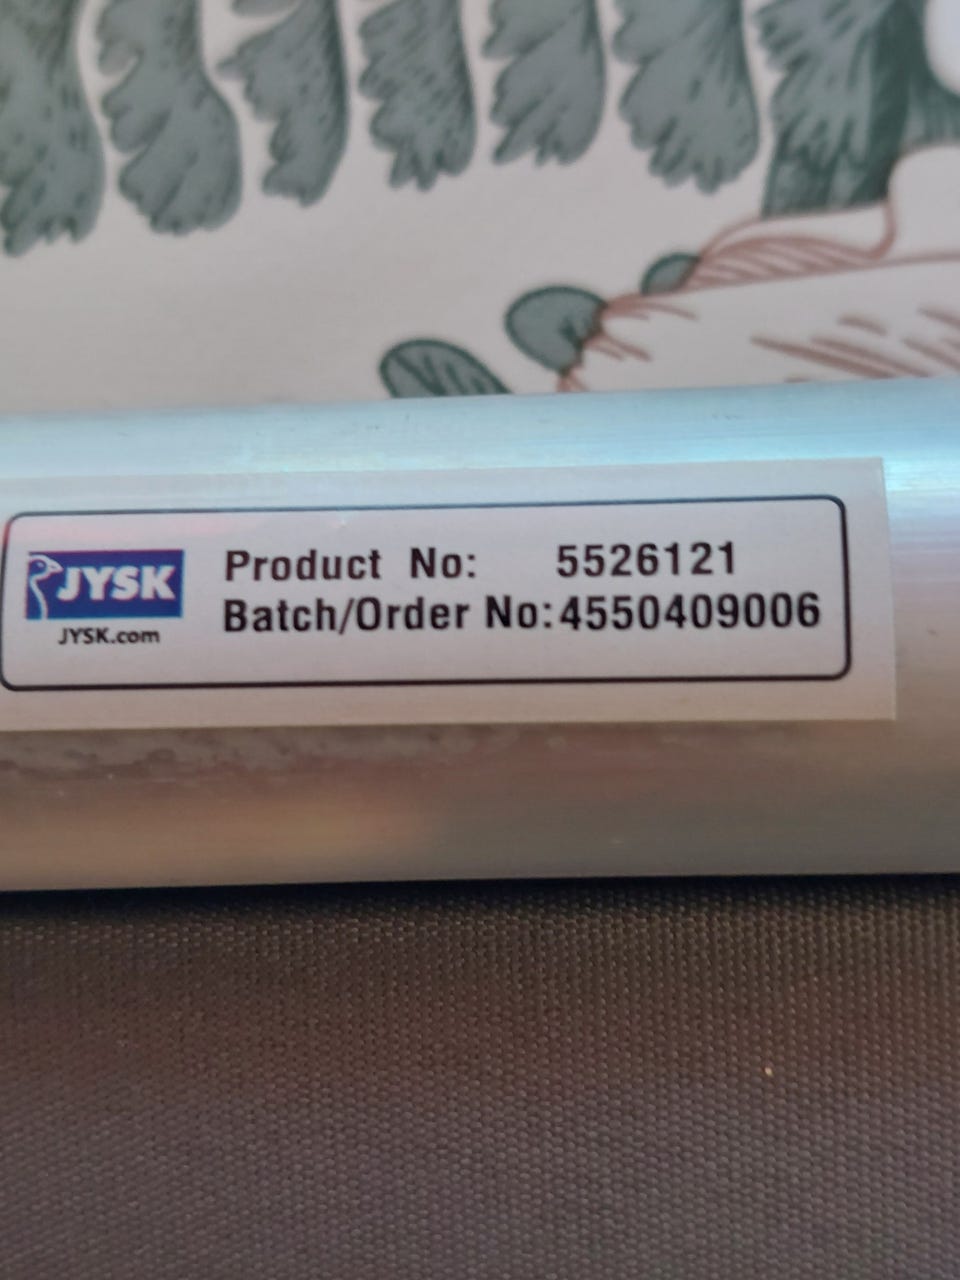 JYSK
JYSK.com
Product No: 5526121
Batch/Order No:4550409006